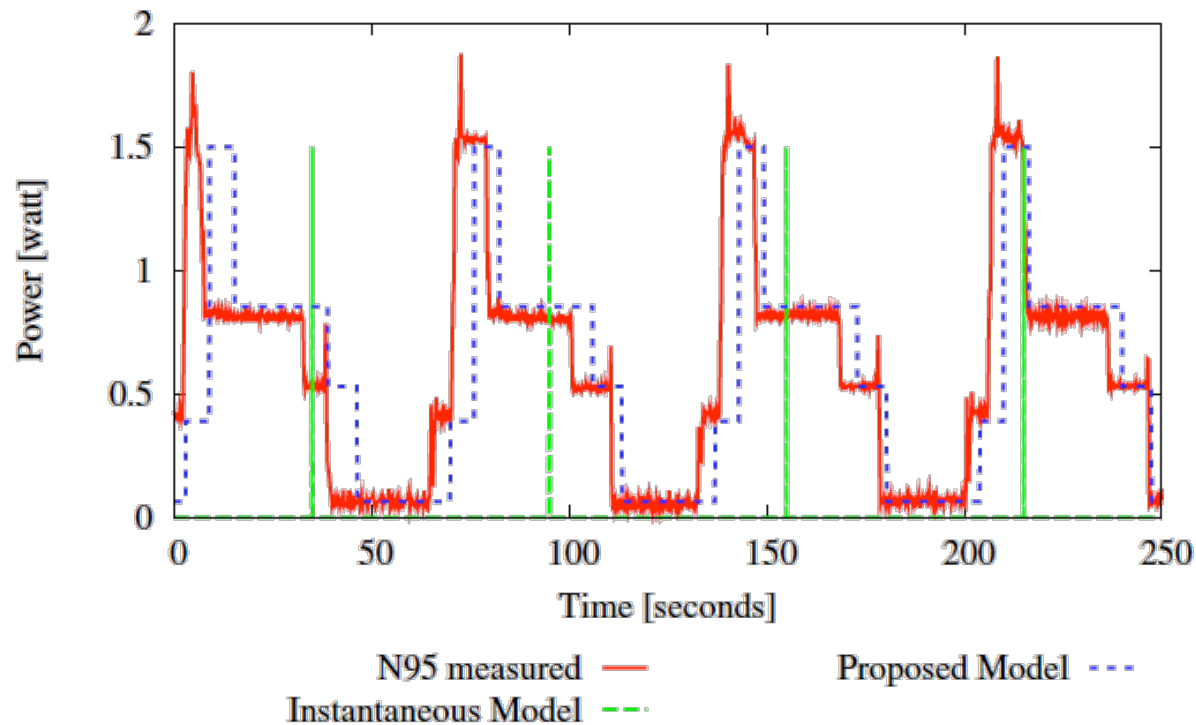 2
1.5
1
0.5
0
Power [watt]
0 50 100 150 200 250
Time [seconds]
N95 measured Proposed Model
Instantaneous Model